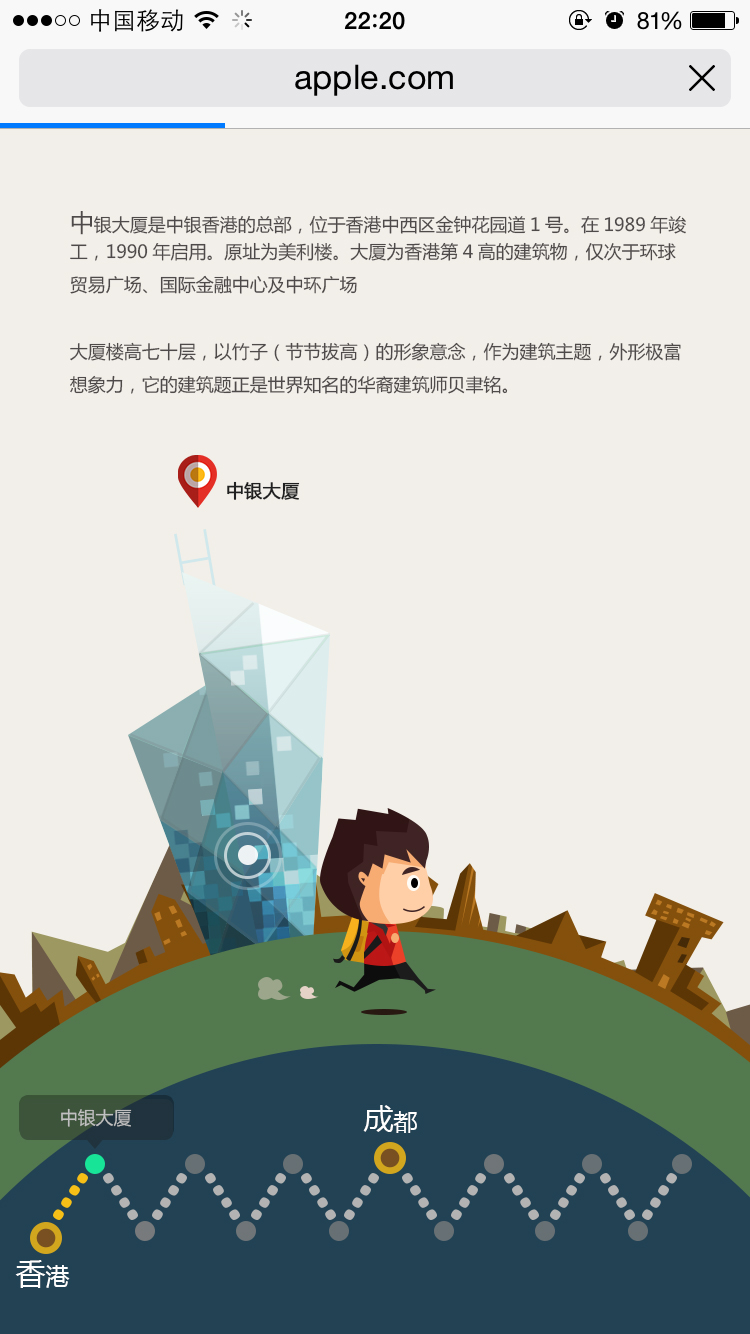 中国移动
22:20
81%
apple.com
中银大厦是中银香港的总部，位于香港中西区金钟花园道 1 号。在 1989 年竣
工，1990 年启用。原址为美利楼。大厦为香港第 4 高的建筑物，仅次于环球
贸易广场、国际金融中心及中环广场
大厦楼高七十层，以竹子（节节拔高）的形象意念，作为建筑主题，外形极富
想象力，它的建筑题正是世界知名的华裔建筑师贝聿铭。
中银大厦
中银大厦
成都
香港